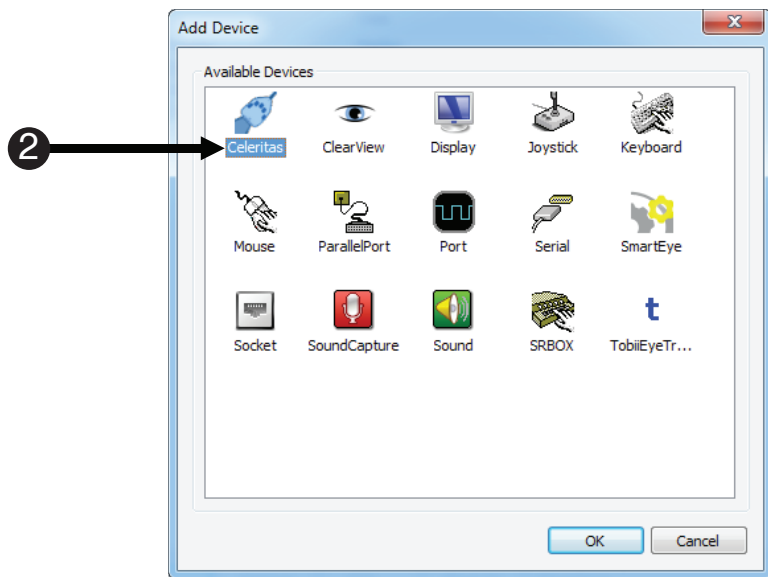 Add Device
Available Devices
Celeritas ClearView Display Joystick Keyboard
2
Mouse ParallelPort Port Serial SmartEye
Socket SoundCapture Sound SRBOX TobiiEyeTr...
OK Cancel